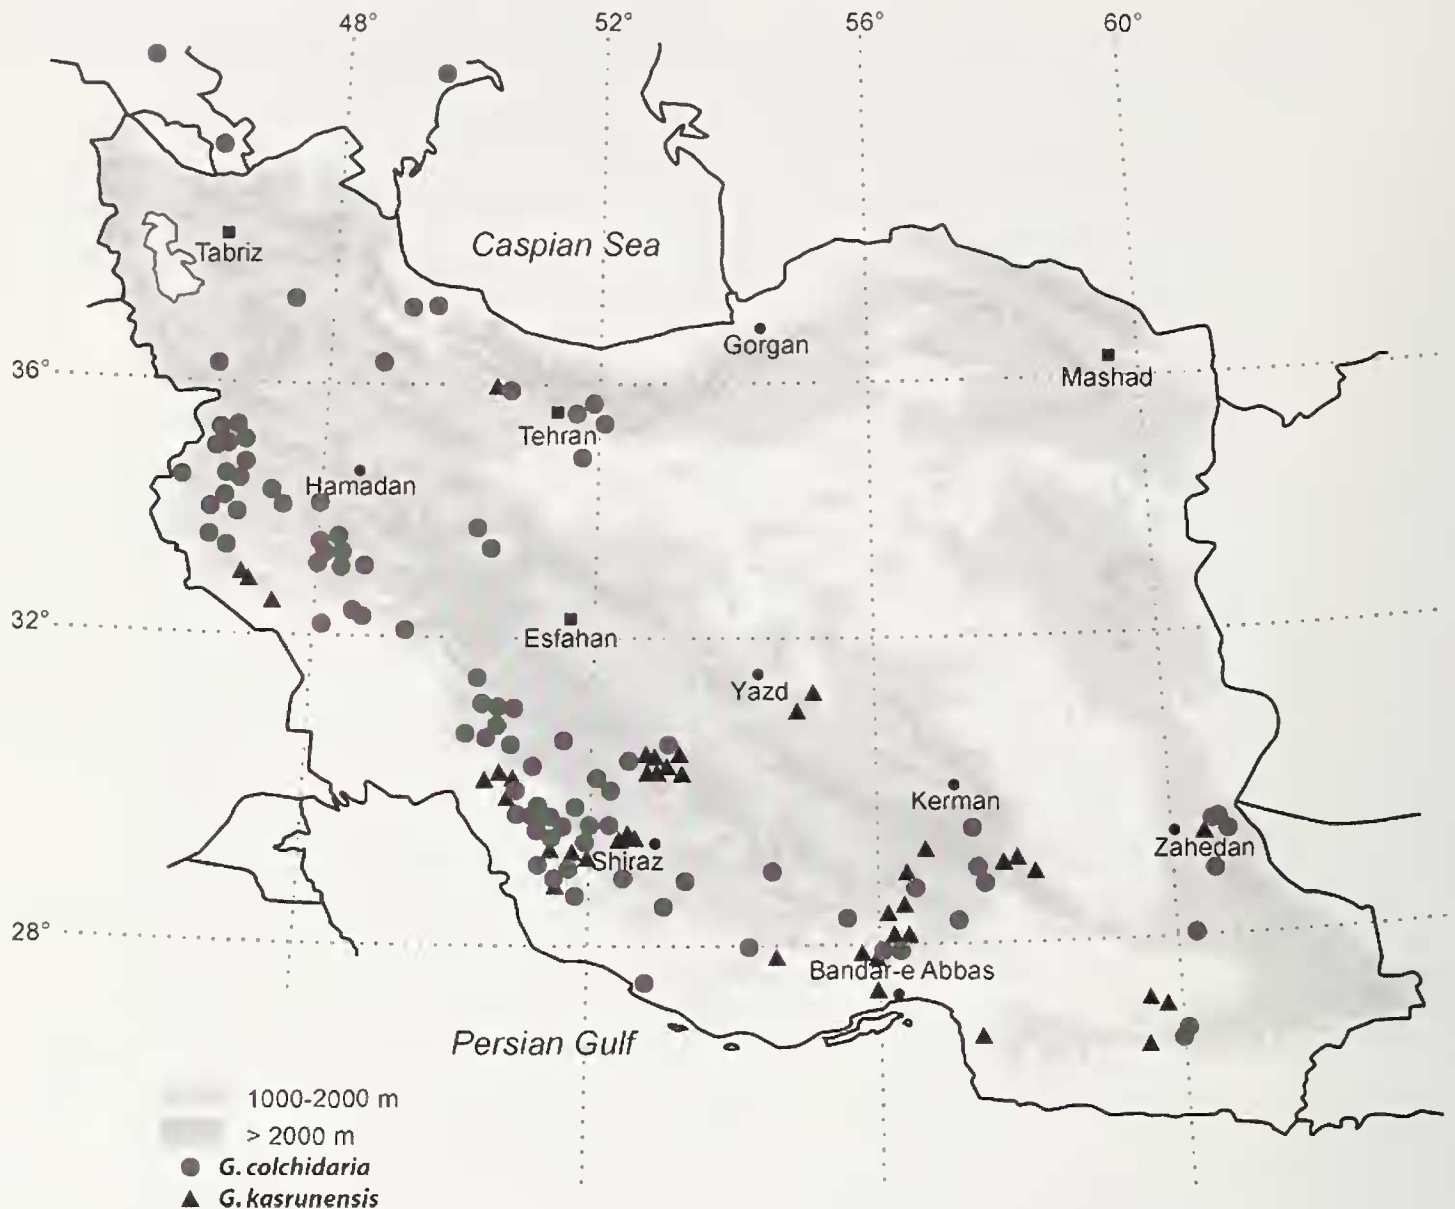 48° 52° 56° 60°
Caspian Sea
Tabriz
Gorgan
36°
Mashad
Tehran
Hamadan
32°
Esfahan
Yazd
Kerman
Zahedan
Shiraz
28°
Bandar-e Abbas
Persian Gulf
1000-2000 m
> 2000 m
G. colchidaria
G. kasrunensis